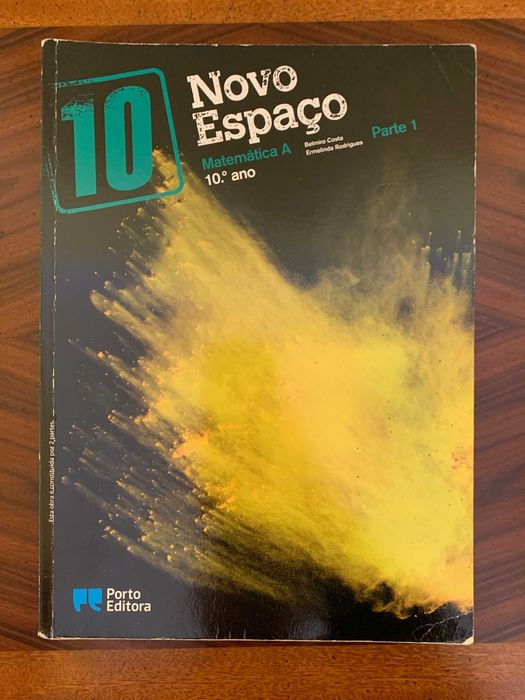 10
Novo
Espaço
Matemática A
10.º ano
Belmiro Costa
Ermelinda Rodrigues
Parte 1
Esta obra é constituída por 2 partes.
Porto
Editora